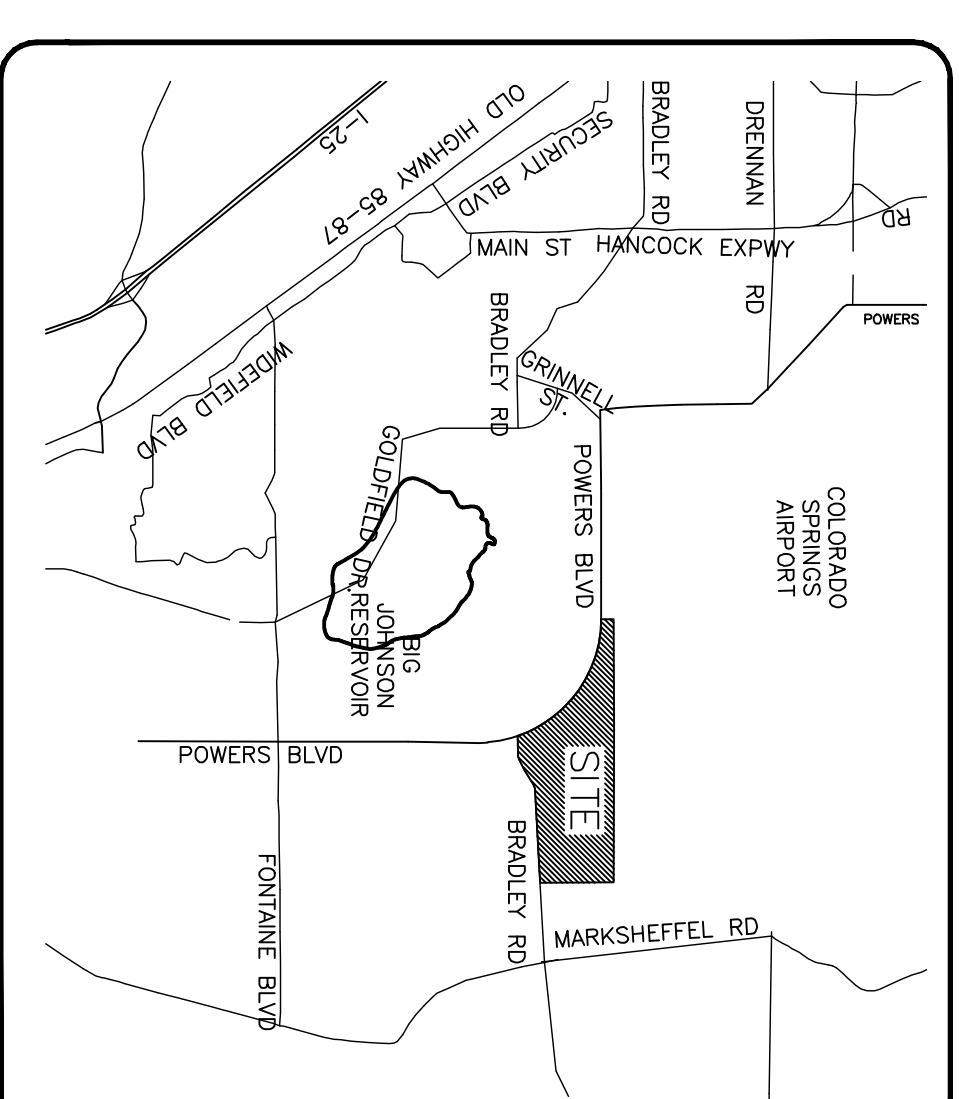 I-25
OLD HIGHWAY 85-87
SECURITY BLVD
BRADLEY RD
DRENNAN
RD
RD
MAIN ST
HANCOCK EXPWY
POWERS
BRADLEY RD
GRINNELL
ST.
WIDEFIELD BLVD
GOLDFIELD DR.
POWERS BLVD
COLORADO
SPRINGS
AIRPORT
BIG
JOHNSON
RESERVOIR
POWERS BLVD
SITE
BRADLEY RD
FONTAINE BLVD
MARKSHEFFEL RD